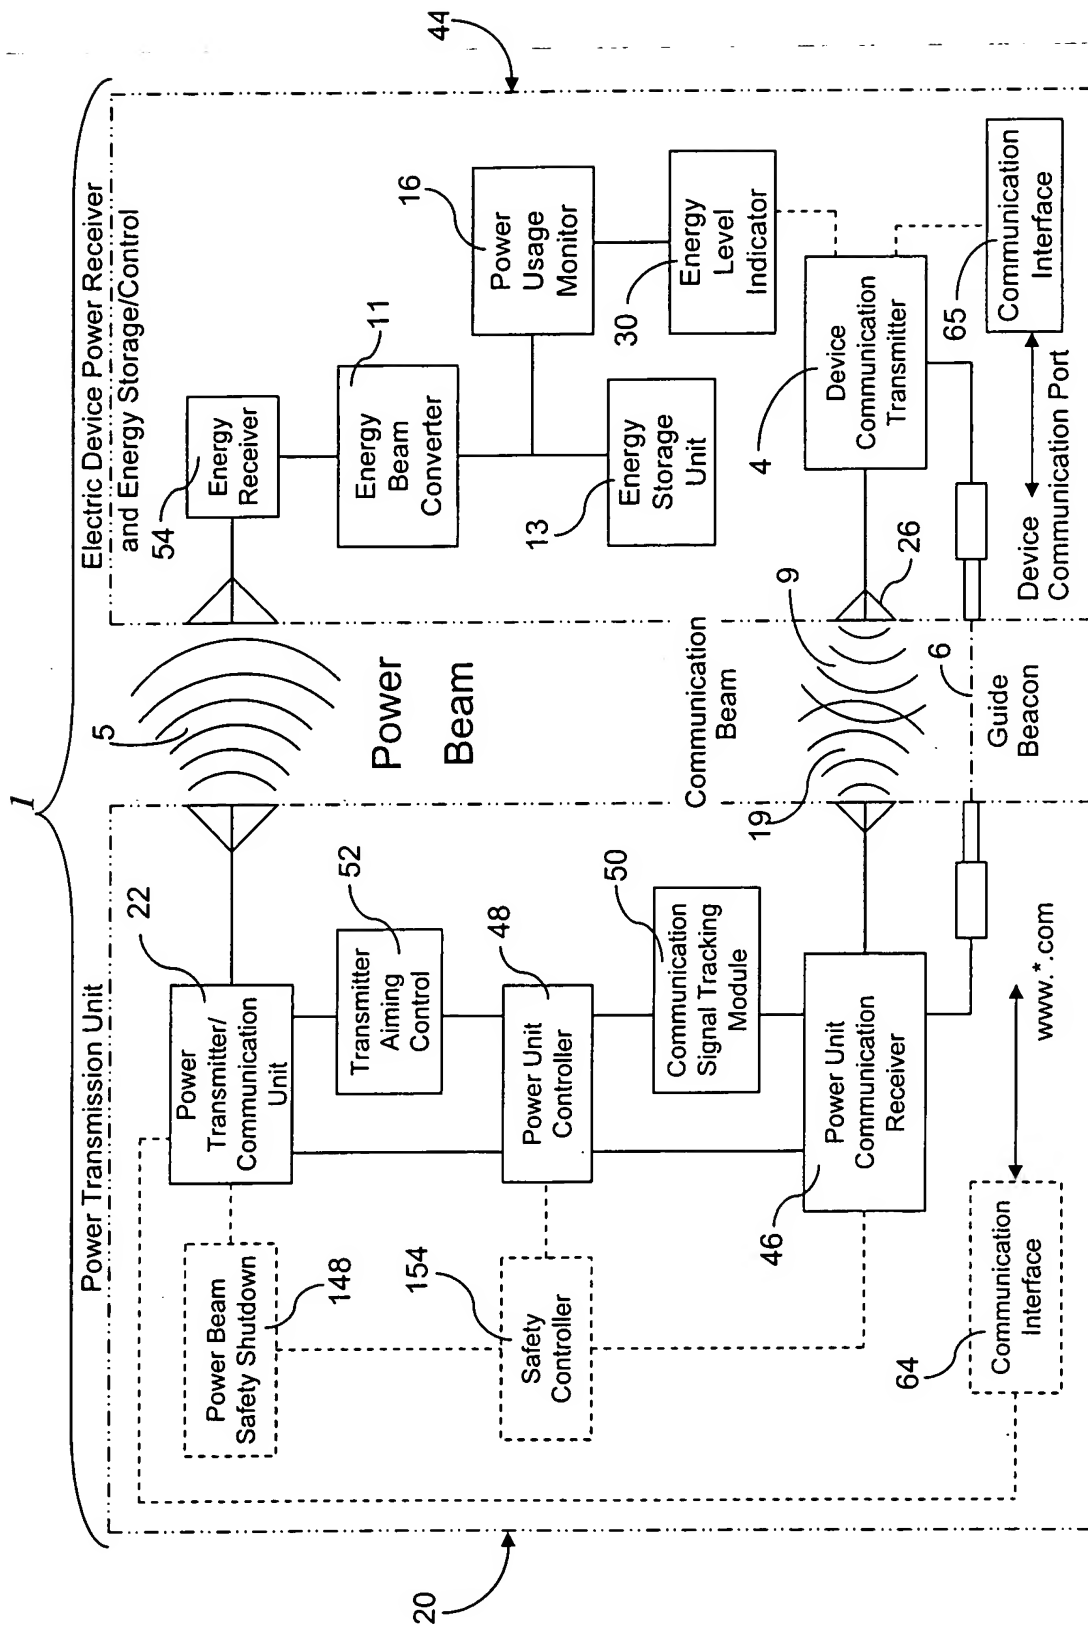 1
Power Transmission Unit
Electric Device Power Receiver
and Energy Storage/Control
20
44
22
Power
Transmitter/
Communication
Unit
Power Beam
Safety Shutdown
148
52
Transmitter
Aiming
Control
48
Power Unit
Controller
154
Safety
Controller
50
Communication
Signal Tracking
Module
46
Power Unit
Communication
Receiver
64
Communication
Interface
www.*.com
5
Power
Beam
Communication
Beam
19
9
26
6
Guide
Beacon
54
Energy
Receiver
11
Energy
Beam
Converter
16
Power
Usage
Monitor
13
Energy
Storage
Unit
30
Energy
Level
Indicator
4
Device
Communication
Transmitter
65
Communication
Interface
Device
Communication Port